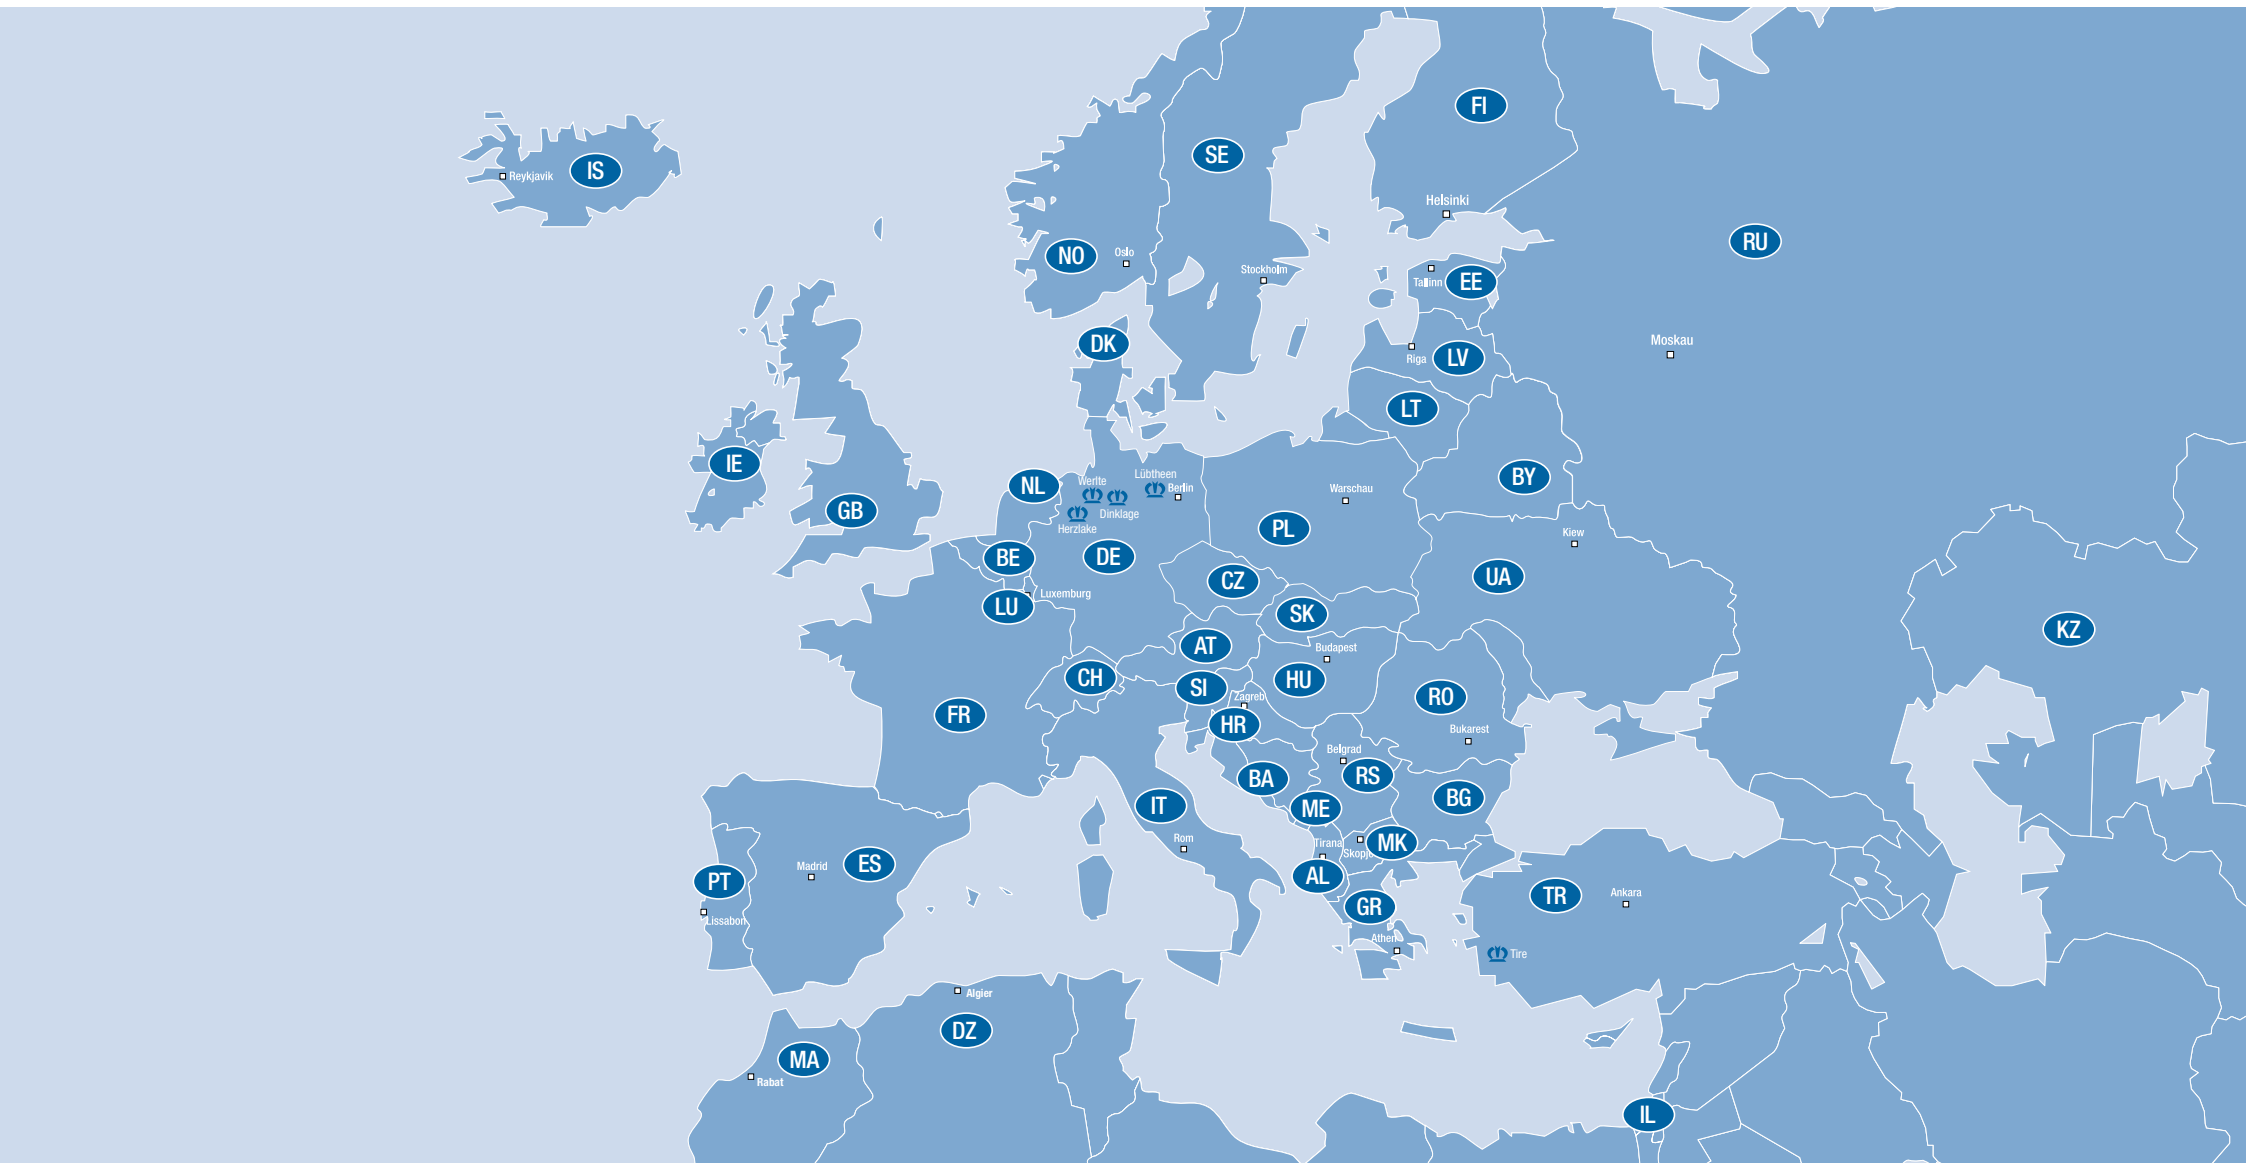 FI
SE
IS
Reykjavik
Helsinki
RU
NO
Oslo
Stockholm
Tallinn
EE
DK
Moskau
Riga
LV
LT
IE
NL
Werlte
Lübtheen
Berlin
Warschau
BY
GB
Herzlake
Dinklage
PL
Kiew
BE
DE
CZ
UA
LU
Luxemburg
SK
KZ
AT
Budapest
CH
SI
HU
Zagreb
RO
FR
HR
Bukarest
Belgrad
BA
RS
IT
ME
BG
Rom
Tirana
Skopje
MK
Madrid
ES
PT
AL
TR
Ankara
Lissabon
GR
Athen
Tire
Algier
DZ
MA
Rabat
IL